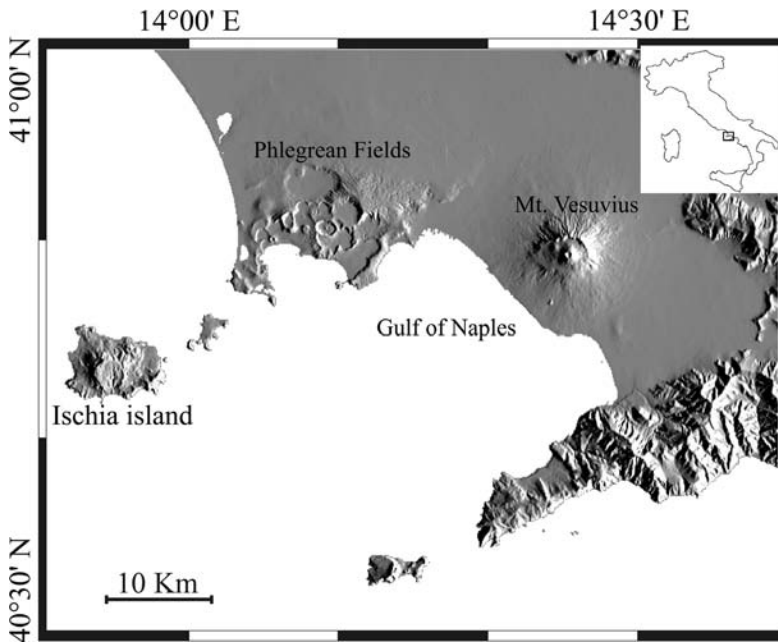 14°00' E
14°30' E
41°00' N
Phlegrean Fields
Mt. Vesuvius
Gulf of Naples
Ischia island
10 Km
40°30' N